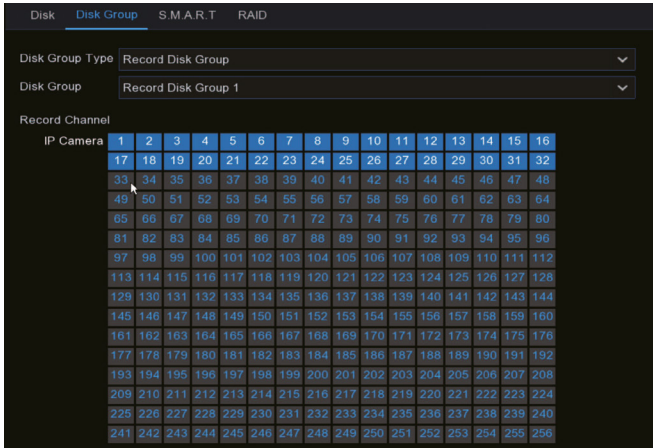 Disk Disk Group S.M.A.R.T RAID
Disk Group Type Record Disk Group
Disk Group Record Disk Group 1
Record Channel
IP Camera 1 2 3 4 5 6 7 8 9 10 11 12 13 14 15 16
17 18 19 20 21 22 23 24 25 26 27 28 29 30 31 32
33 34 35 36 37 38 39 40 41 42 43 44 45 46 47 48
49 50 51 52 53 54 55 56 57 58 59 60 61 62 63 64
65 66 67 68 69 70 71 72 73 74 75 76 77 78 79 80
81 82 83 84 85 86 87 88 89 90 91 92 93 94 95 96
97 98 99 100 101 102 103 104 105 106 107 108 109 110 111 112
113 114 115 116 117 118 119 120 121 122 123 124 125 126 127 128
129 130 131 132 133 134 135 136 137 138 139 140 141 142 143 144
145 146 147 148 149 150 151 152 153 154 155 156 157 158 159 160
161 162 163 164 165 166 167 168 169 170 171 172 173 174 175 176
177 178 179 180 181 182 183 184 185 186 187 188 189 190 191 192
193 194 195 196 197 198 199 200 201 202 203 204 205 206 207 208
209 210 211 212 213 214 215 216 217 218 219 220 221 222 223 224
225 226 227 228 229 230 231 232 233 234 235 236 237 238 239 240
241 242 243 244 245 246 247 248 249 250 251 252 253 254 255 256